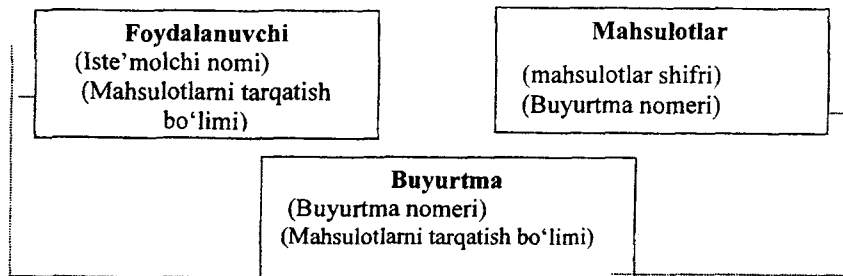 Foydalanuvchi
(Iste’molchi nomi)
(Mahsulotlarni tarqatish
bo‘limi)
Mahsulotlar
(mahsulotlar shifri)
(Buyurtma nomeri)
Buyurtma
(Buyurtma nomeri)
(Mahsulotlarni tarqatish bo‘limi)